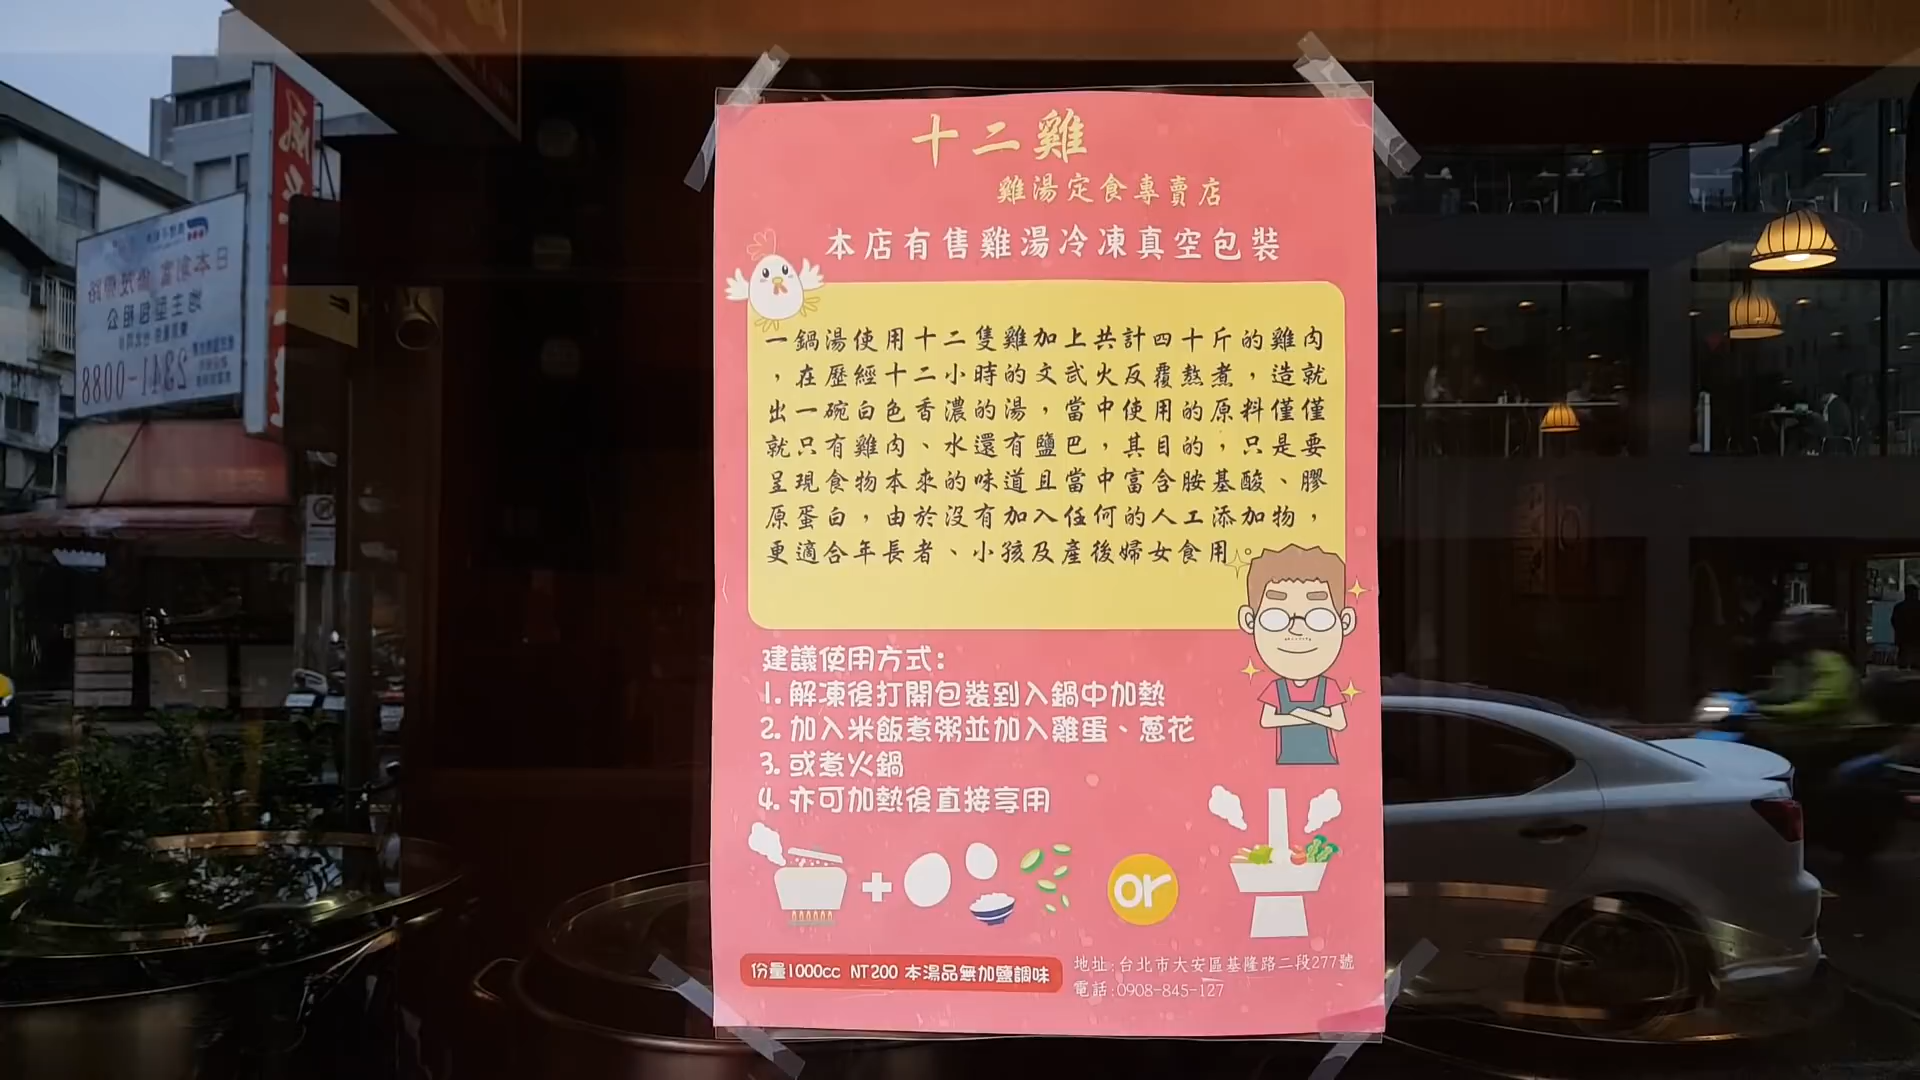 十二雞
雞湯定食專賣店
本店有售雞湯冷凍真空包裝
一鍋湯使用十二隻雞加上共計四十斤的雞肉
，在歷經十二小時的文武火反覆熬煮，造就
出一碗白色香濃的湯，當中使用的原料僅僅
就只有雞肉、水還有鹽巴，其目的，只是要
呈現食物本來的味道且當中富含胺基酸、膠
原蛋白，由於沒有加入任何的人工添加物，
更適合年長者、小孩及產後婦女食用。
建議使用方式：
1. 解凍後打開包裝到入鍋中加熱
2. 加入米飯煮粥並加入雞蛋、蔥花
3. 或煮火鍋
4. 亦可加熱後直接享用
+
or
份量1000cc NT200 本湯品無加鹽調味
地址：台北市大安區基隆路二段277號
電話：0908-845-127
2341-0088